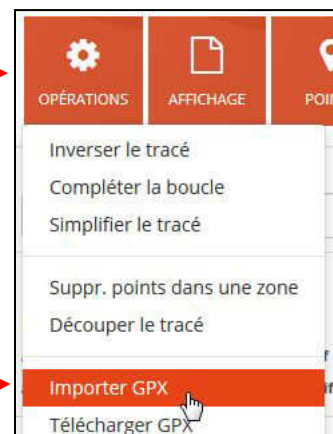 OPÉRATIONS AFFICHAGE
Inverser le tracé
Compléter la boucle
Simplifier le tracé
Suppr. points dans une zone
Découper le tracé
Importer GPX
Télécharger GPX